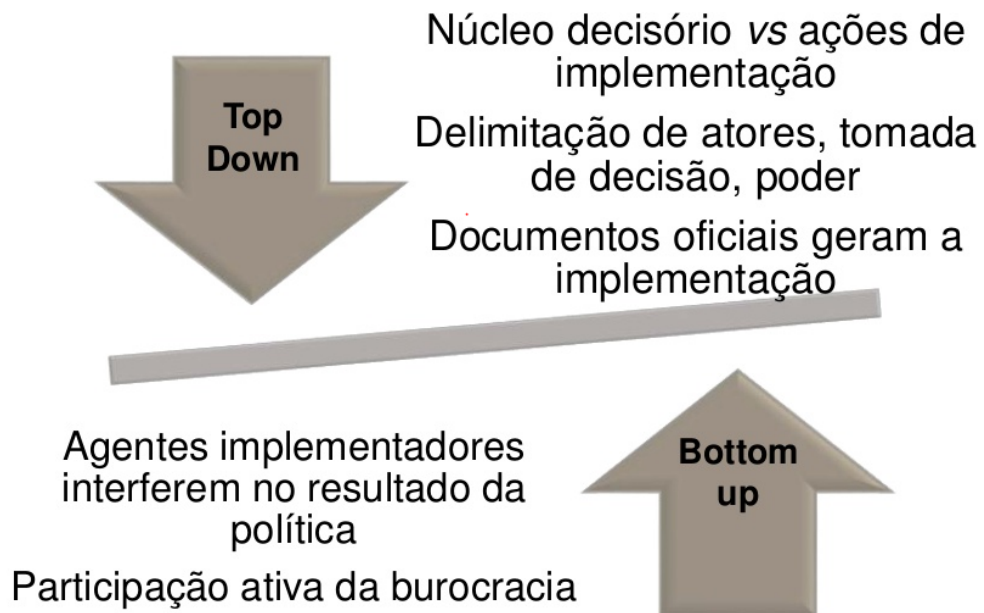 Top
Down
Núcleo decisório vs ações de
implementação
Delimitação de atores, tomada
de decisão, poder
Documentos oficiais geram a
implementação
Agentes implementadores
interferem no resultado da
política
Participação ativa da burocracia
Bottom
up